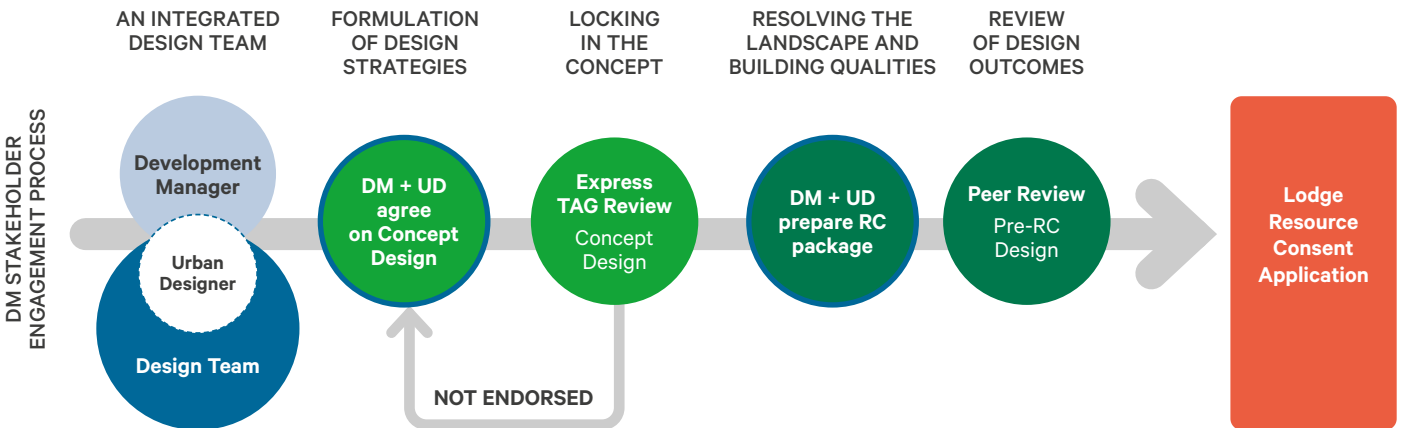 AN INTEGRATED
DESIGN TEAM
FORMULATION
OF DESIGN
STRATEGIES
LOCKING
IN THE
CONCEPT
RESOLVING THE
LANDSCAPE AND
BUILDING QUALITIES
REVIEW
OF DESIGN
OUTCOMES
DM STAKEHOLDER
ENGAGEMENT PROCESS
Development
Manager
Urban
Designer
Design Team
DM + UD
agree
on Concept
Design
Express
TAG Review
Concept
Design
DM + UD
prepare RC
package
Peer Review
Pre-RC
Design
Lodge
Resource
Consent
Application
NOT ENDORSED